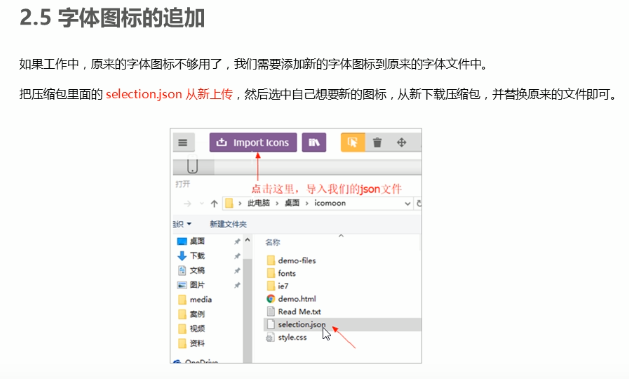 2.5 字体图标的追加
如果工作中，原来的字体图标不够用了，我们需要添加新的字体图标到原来的字体文件中。
把压缩包里面的 selection.json 从新上传，然后选中自己想要新的图标，从新下载压缩包，并替换原来的文件即可。
Import Icons
点击这里，导入我们的json文件
打开
此电脑 › 桌面 › icomoon
组织 新建文件夹
桌面
下载
文稿
图片
media
案例
视频
资料
OneDrive
名称
demo-files
fonts
ie7
demo.html
Read Me.txt
selection.json
style.css